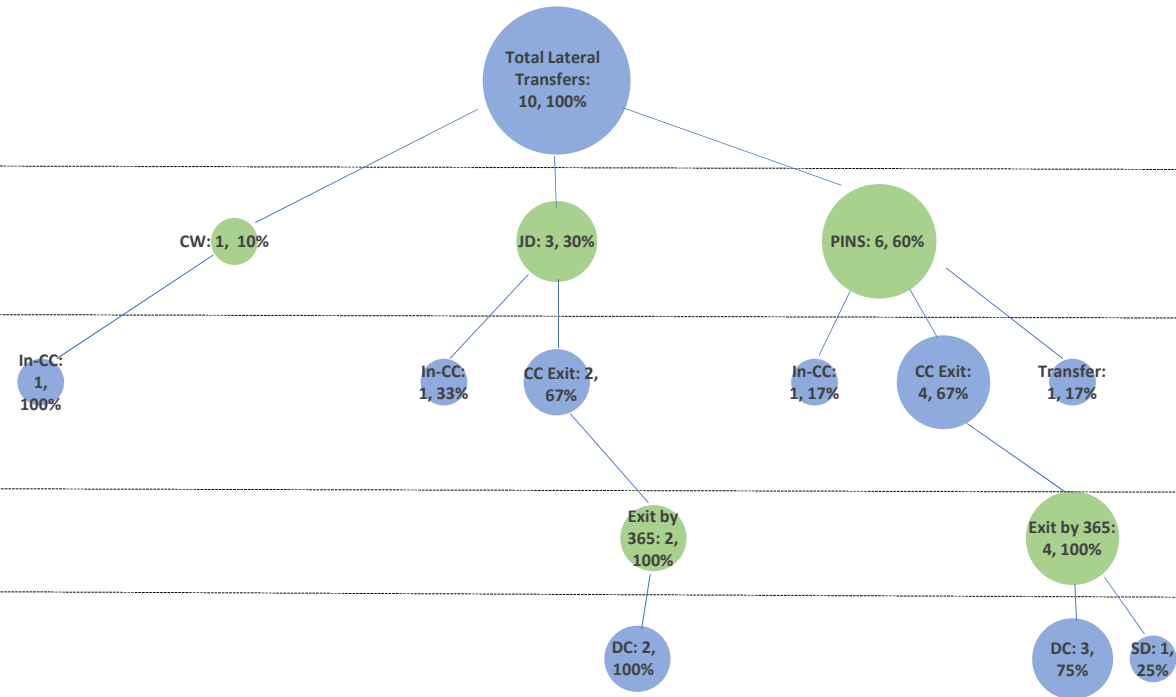 Total Lateral
Transfers:
10, 100%
CW: 1,  10%
JD: 3, 30%
PINS: 6, 60%
In-CC:
1,
100%
In-CC:
1, 33%
CC Exit: 2,
67%
In-CC:
1, 17%
CC Exit:
4, 67%
Transfer:
1, 17%
Exit by
365: 2,
100%
Exit by 365:
4, 100%
DC: 2,
100%
DC: 3,
75%
SD: 1,
25%